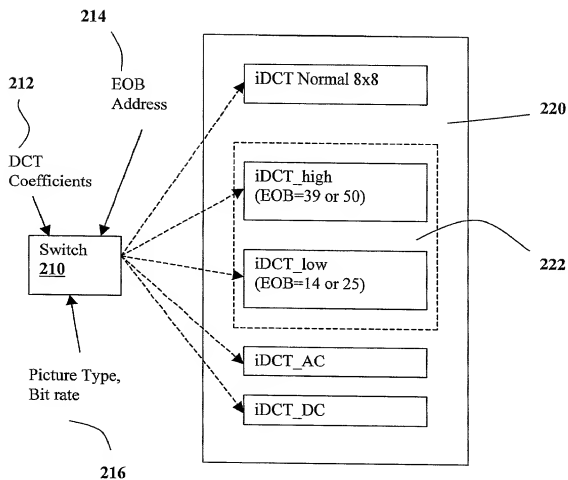 214
212
EOB
Address
DCT
Coefficients
Switch
210
Picture Type,
Bit rate
216
iDCT Normal 8x8
220
iDCT_high
(EOB=39 or 50)
iDCT_low
(EOB=14 or 25)
222
iDCT_AC
iDCT_DC